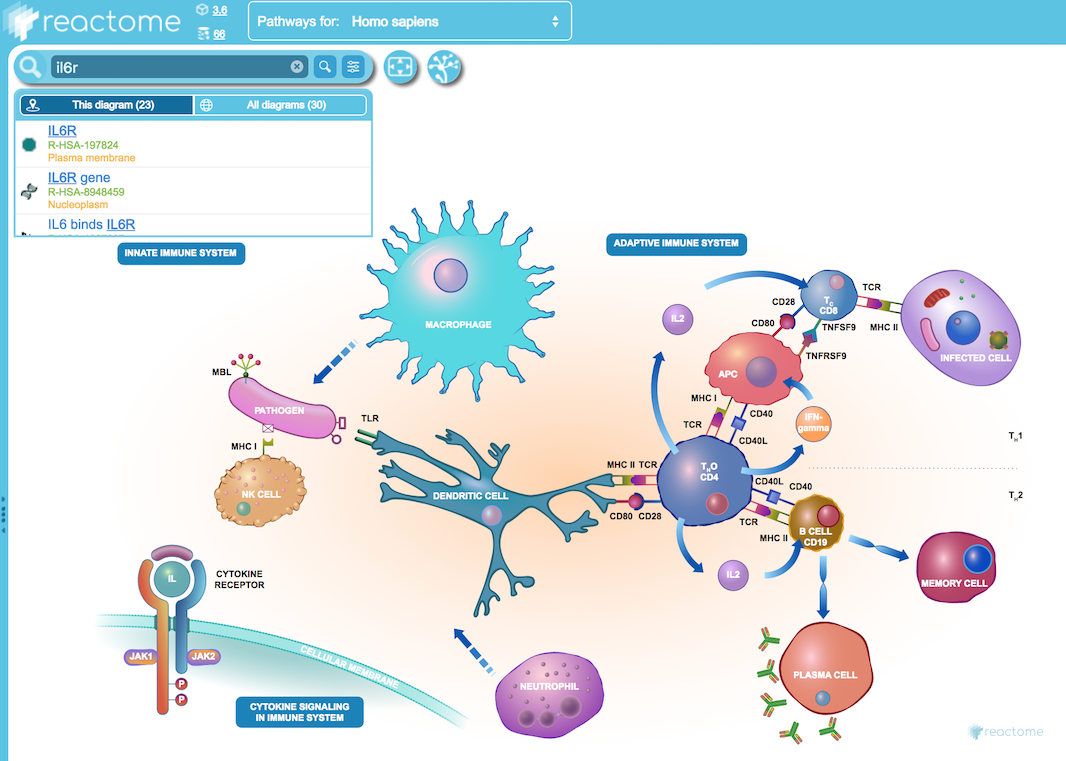 reactome
3.6
66
Pathways for: Homo sapiens
il6r
This diagram (23)
All diagrams (30)
IL6R
R-HSA-197824
Plasma membrane
IL6R gene
R-HSA-8948459
Nucleoplasm
IL6 binds IL6R
INNATE IMMUNE SYSTEM
ADAPTIVE IMMUNE SYSTEM
MACROPHAGE
IL2
CD28
CD80
TC
CD8
TCR
MHC II
TNFSF9
TNFRSF9
INFECTED CELL
APC
MBL
PATHOGEN
MHC I
NK CELL
TLR
DENDRITIC CELL
MHC I
TCR
CD40
CD40L
IFN-
gamma
TH1
TH2
MHC II TCR
CD80 CD28
THO
CD4
CD40L CD40
TCR
MHC II
B CELL
CD19
IL2
MEMORY CELL
PLASMA CELL
IL
CYTOKINE
RECEPTOR
JAK1
JAK2
P
P
CELLULAR MEMBRANE
CYTOKINE SIGNALING
IN IMMUNE SYSTEM
NEUTROPHIL
reactome